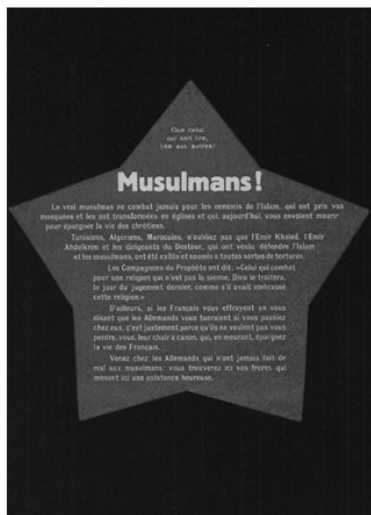 Que celui
qui sait lire,
lise aux autres!
Musulmans!
Le vrai musulman ne combat jamais pour les ennemis de l'Islam, qui ont pris vos
mosquées et les ont transformées en églises et qui, aujourd'hui, vous envoient mourir
pour épargner la vie des chrétiens.
Tunisiens, Algériens, Marocains, n'oubliez pas que l'Emir Khaled, l'Emir
Abdelkrim et les dirigeants du Destour, qui ont voulu défendre l'Islam
et les musulmans, ont été exilés et soumis à toutes sortes de tortures.
Les Compagnons du Prophète ont dit: «Celui qui combat
pour une religion qui n'est pas la sienne, Dieu le traitera,
le jour du jugement dernier, comme s'il avait embrassé
cette religion.»
D'ailleurs, si les Français vous effrayent en vous
disant que les Allemands vous tueraient si vous passiez
chez eux, c'est justement parce qu'ils ne veulent pas vous
perdre, vous, leur chair à canon, qui, en mourant, épargnez
la vie des Français.
Venez chez les Allemands qui n'ont jamais fait de
mal aux musulmans: vous trouverez ici vos frères qui
mènent ici une existence heureuse.